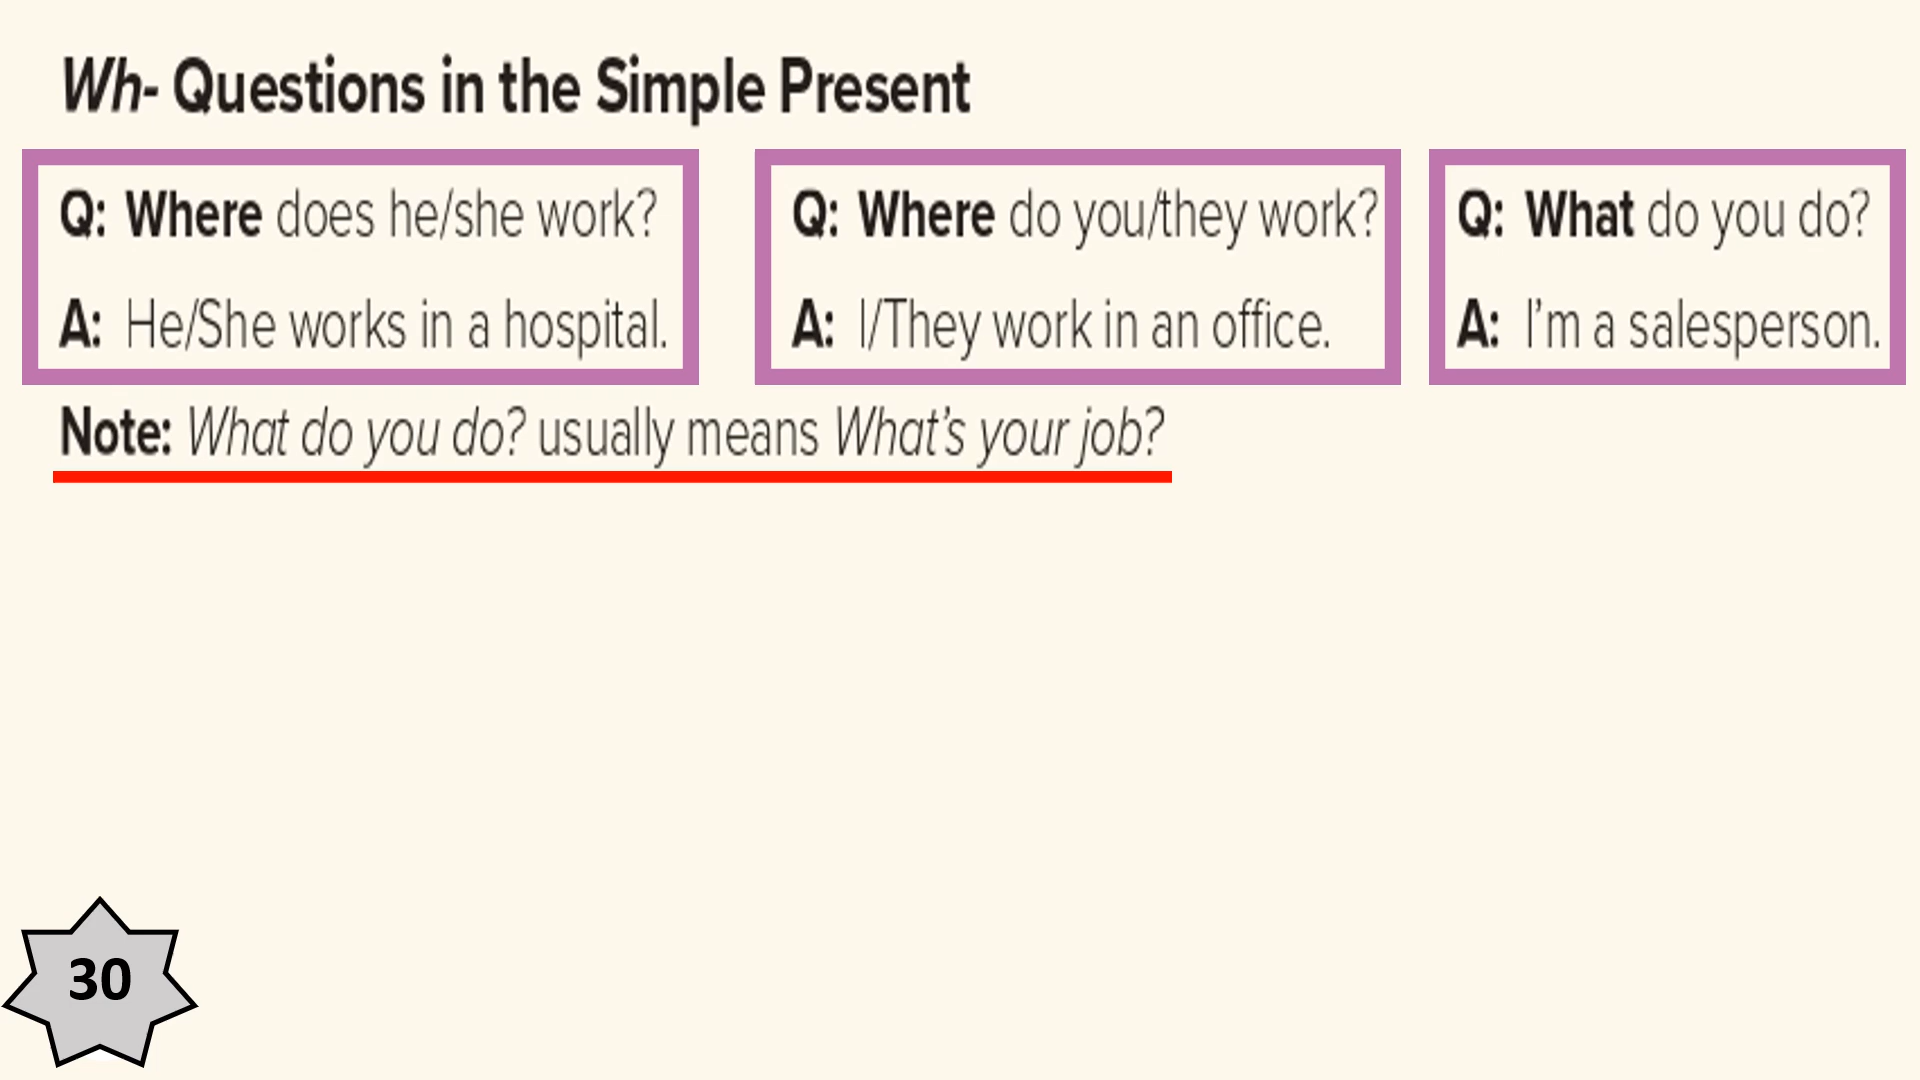 Wh- Questions in the Simple Present
Q: Where does he/she work?
A: He/She works in a hospital.
Q: Where do you/they work?
A: I/They work in an office.
Q: What do you do?
A: I'm a salesperson.
Note: What do you do? usually means What's your job?
30